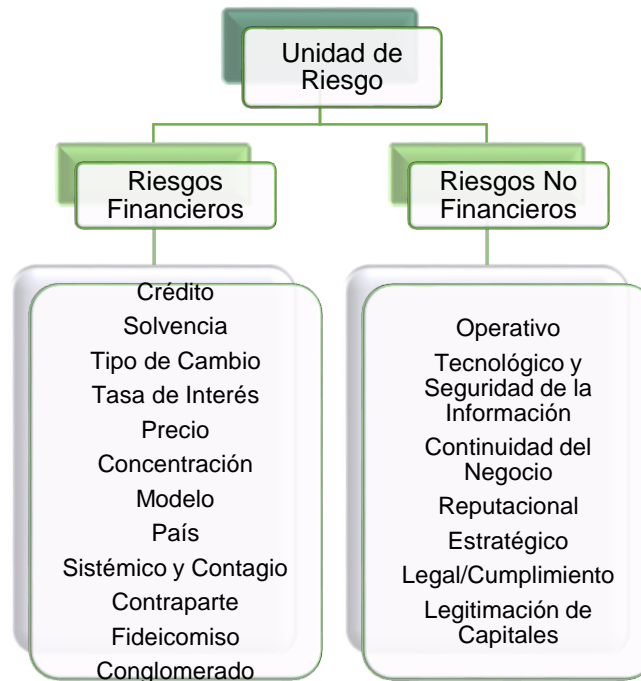 Unidad de
Riesgo
Riesgos
Financieros
Riesgos No
Financieros
Crédito
Solvencia
Tipo de Cambio
Tasa de Interés
Precio
Concentración
Modelo
País
Sistémico y Contagio
Contraparte
Fideicomiso
Conglomerado
Operativo
Tecnológico y
Seguridad de la
Información
Continuidad del
Negocio
Reputacional
Estratégico
Legal/Cumplimiento
Legitimación de
Capitales